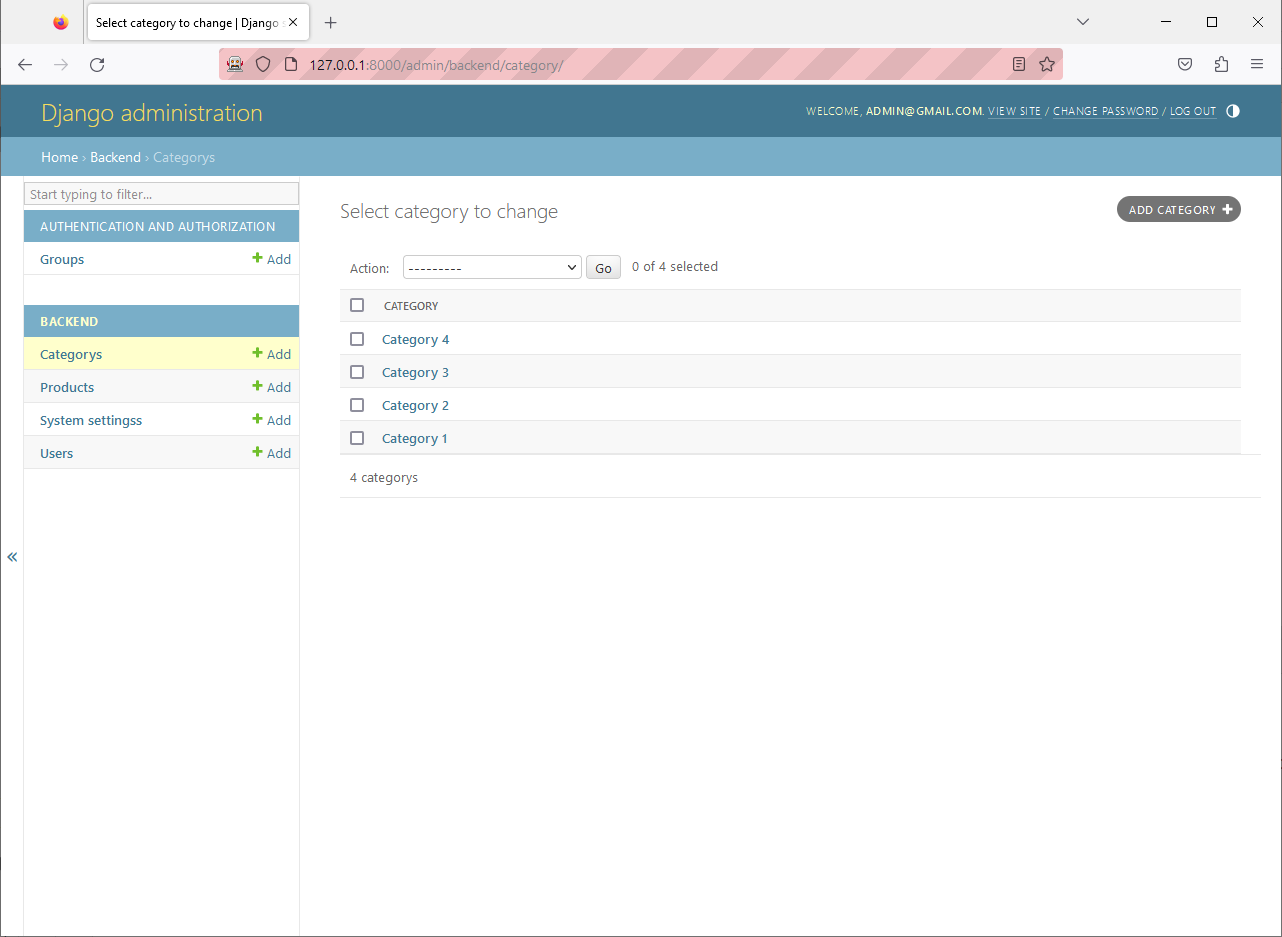 Select category to change | Django s
127.0.0.1:8000/admin/backend/category/
Django administration
WELCOME, ADMIN@GMAIL.COM. VIEW SITE / CHANGE PASSWORD / LOG OUT
Home › Backend › Categorys
Start typing to filter...
AUTHENTICATION AND AUTHORIZATION
Groups + Add
BACKEND
Categorys + Add
Products + Add
System settingss + Add
Users + Add
«
Select category to change
ADD CATEGORY +
Action: --------- Go 0 of 4 selected
CATEGORY
Category 4
Category 3
Category 2
Category 1
4 categorys